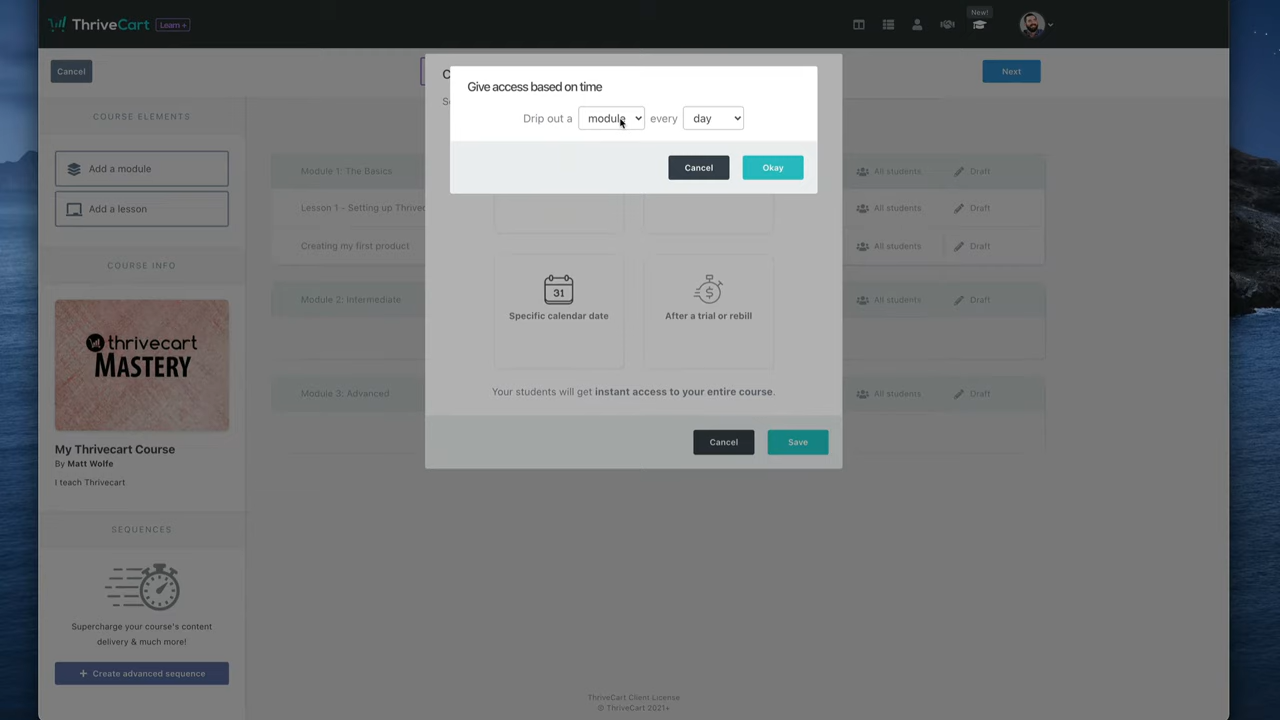 ThriveCart Learn +
New!
Cancel
Next
COURSE ELEMENTS
Add a module
Add a lesson
COURSE INFO
thrivecart
MASTERY
My Thrivecart Course
By Matt Wolfe
I teach Thrivecart
SEQUENCES
Supercharge your course's content
delivery & much more!
+ Create advanced sequence
Give access based on time
Drip out a module every day
Cancel Okay
31
Specific calendar date
$
After a trial or rebill
Your students will get instant access to your entire course.
Cancel Save
Module 1: The Basics All students Draft
Lesson 1 - Setting up All students Draft
Creating my first product All students Draft
Module 2: Intermediate All students Draft
Module 3: Advanced All students Draft
ThriveCart Client License
© ThriveCart 2021+